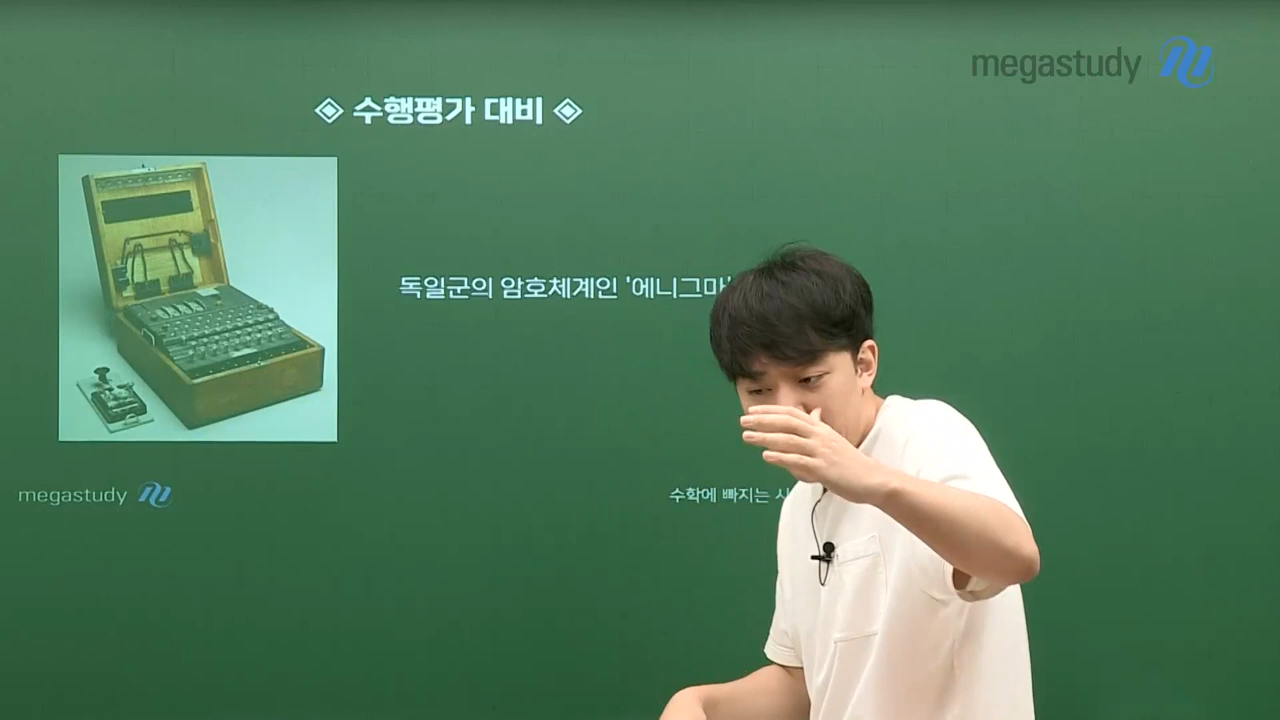 megastudy
◈ 수행평가 대비 ◈
독일군의 암호체계인 '에니그마'
megastudy
수학에 빠지는